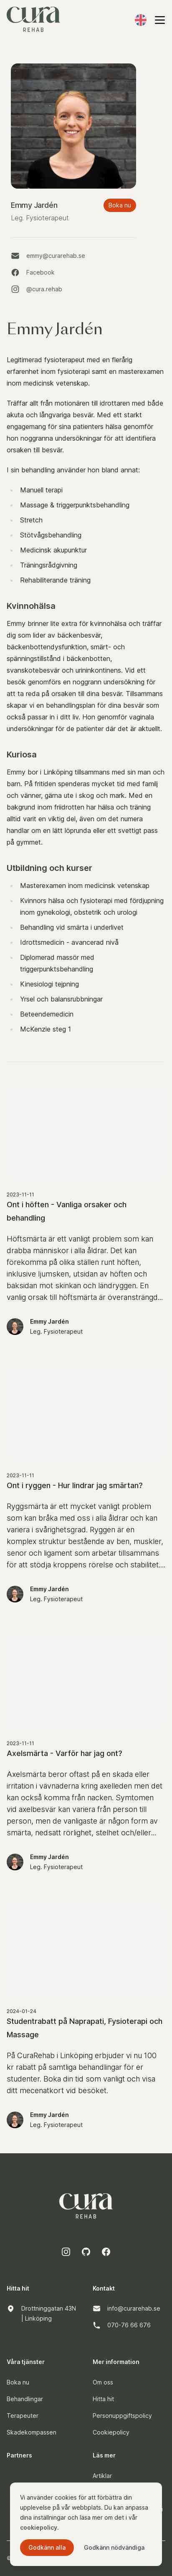 cura
REHAB
Emmy Jardén
Boka nu
Leg. Fysioterapeut
emmy@curarehab.se
Facebook
@cura.rehab
Emmy Jardén
Legitimerad fysioterapeut med en flerårig
erfarenhet inom fysioterapi samt en masterexamen
inom medicinsk vetenskap.
Träffar allt från motionären till idrottaren med både
akuta och långvariga besvär. Med ett starkt
engagemang för sina patienters hälsa genomför
hon noggranna undersökningar för att identifiera
orsaken till besvär.
I sin behandling använder hon bland annat:
Manuell terapi
Massage & triggerpunktsbehandling
Stretch
Stötvågsbehandling
Medicinsk akupunktur
Träningsrådgivning
Rehabiliterande träning
Kvinnohälsa
Emmy brinner lite extra för kvinnohälsa och träffar
dig som lider av bäckenbesvär,
bäckenbottendysfunktion, smärt- och
spänningstillstånd i bäckenbotten,
svanskotebesvär och urininkontinens. Vid ett
besök genomförs en noggrann undersökning för
att ta reda på orsaken till dina besvär. Tillsammans
skapar vi en behandlingsplan för dina besvär som
också passar in i ditt liv. Hon genomför vaginala
undersökningar för de patienter där det är aktuellt.
Kuriosa
Emmy bor i Linköping tillsammans med sin man och
barn. På fritiden spenderas mycket tid med familj
och vänner, gärna ute i skog och mark. Med en
bakgrund inom friidrotten har hälsa och träning
alltid varit en viktig del, även om det numera
handlar om en lätt löprunda eller ett svettigt pass
på gymmet.
Utbildning och kurser
Masterexamen inom medicinsk vetenskap
Kvinnors hälsa och fysioterapi med fördjupning
inom gynekologi, obstetrik och urologi
Behandling vid smärta i underlivet
Idrottsmedicin - avancerad nivå
Diplomerad massör med
triggerpunktsbehandling
Kinesiologi tejpning
Yrsel och balansrubbningar
Beteendemedicin
McKenzie steg 1
2023-11-11
Ont i höften - Vanliga orsaker och
behandling
Höftsmärta är ett vanligt problem som kan
drabba människor i alla åldrar. Det kan
förekomma på olika ställen runt höften,
inklusive ljumsken, utsidan av höften och
baksidan mot skinkan och ländryggen. En
vanlig orsak till höftsmärta är överansträngd...
Emmy Jardén
Leg. Fysioterapeut
2023-11-11
Ont i ryggen - Hur lindrar jag smärtan?
Ryggsmärta är ett mycket vanligt problem
som kan bråka med oss i alla åldrar och kan
variera i svårighetsgrad. Ryggen är en
komplex struktur bestående av ben, muskler,
senor och ligament som arbetar tillsammans
för att stödja kroppens rörelse och stabilitet....
Emmy Jardén
Leg. Fysioterapeut
2023-11-11
Axelsmärta - Varför har jag ont?
Axelsmärta beror oftast på en skada eller
irritation i vävnaderna kring axelleden men det
kan också komma från nacken. Symtomen
vid axelbesvär kan variera från person till
person, men de vanligaste är någon form av
smärta, nedsatt rörlighet, stelhet och/eller...
Emmy Jardén
Leg. Fysioterapeut
2024-01-24
Studentrabatt på Naprapati, Fysioterapi och
Massage
På CuraRehab i Linköping erbjuder vi nu 100
kr rabatt på samtliga behandlingar för er
studenter. Boka din tid som vanligt och visa
ditt mecenatkort vid besöket.
Emmy Jardén
Leg. Fysioterapeut
cura
REHAB
Hitta hit
Kontakt
Drottninggatan 43N
| Linköping
info@curarehab.se
070-76 66 676
Våra tjänster
Mer information
Boka nu
Om oss
Behandlingar
Hitta hit
Terapeuter
Personuppgiftspolicy
Skadekompassen
Cookiepolicy
Partners
Läs mer
Artiklar
Vi använder cookies för att förbättra din
upplevelse på vår webbplats. Du kan anpassa
dina inställningar och läsa mer om det i vår
cookiepolicy.
Godkänn alla
Godkänn nödvändiga